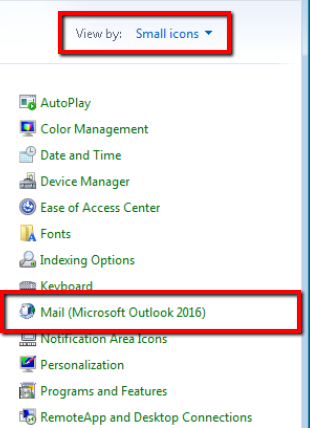 View by: Small icons
AutoPlay
Color Management
Date and Time
Device Manager
Ease of Access Center
Fonts
Indexing Options
Keyboard
Mail (Microsoft Outlook 2016)
Notification Area Icons
Personalization
Programs and Features
RemoteApp and Desktop Connections